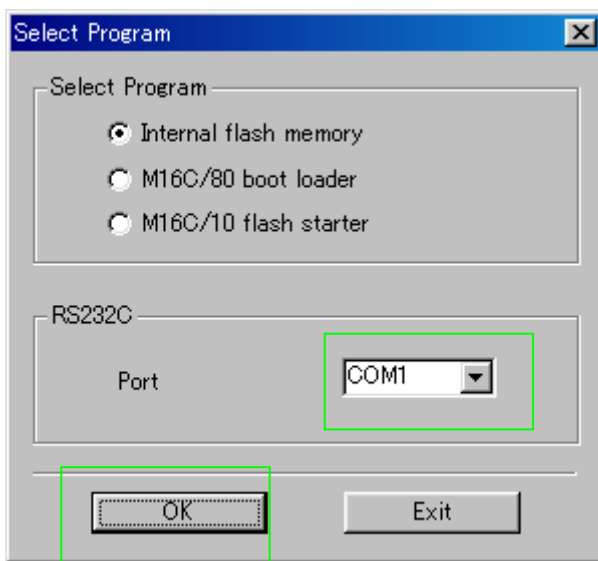 Select Program
Select Program
Internal flash memory
M16C/80 boot loader
M16C/10 flash starter
RS232C
Port COM1
OK Exit